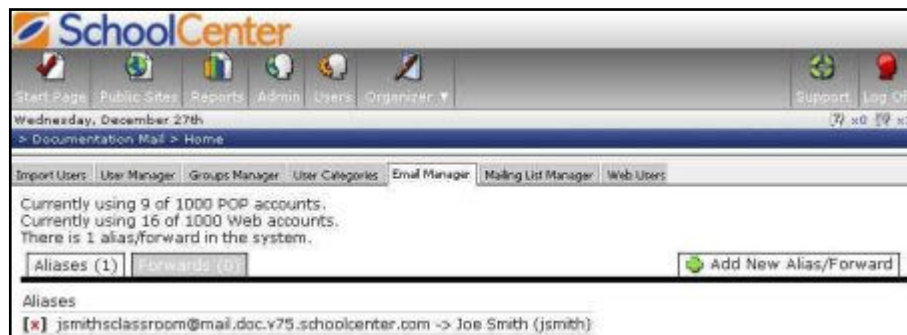 SchoolCenter
Start Page Public Sites Reports Admin Users Organizer ▼ Support Log Of
Wednesday, December 27th x0
> Documentation Mail > Home
Import Users User Manager Groups Manager User Categories Email Manager Mailing List Manager Web Users
Currently using 9 of 1000 POP accounts.
Currently using 16 of 1000 Web accounts.
There is 1 alias/forward in the system.
Aliases (1) Forwards (0) Add New Alias/Forward
Aliases
[x] jsmithsclassroom@mail.doc.v75.schoolcenter.com -> Joe Smith (jsmith)